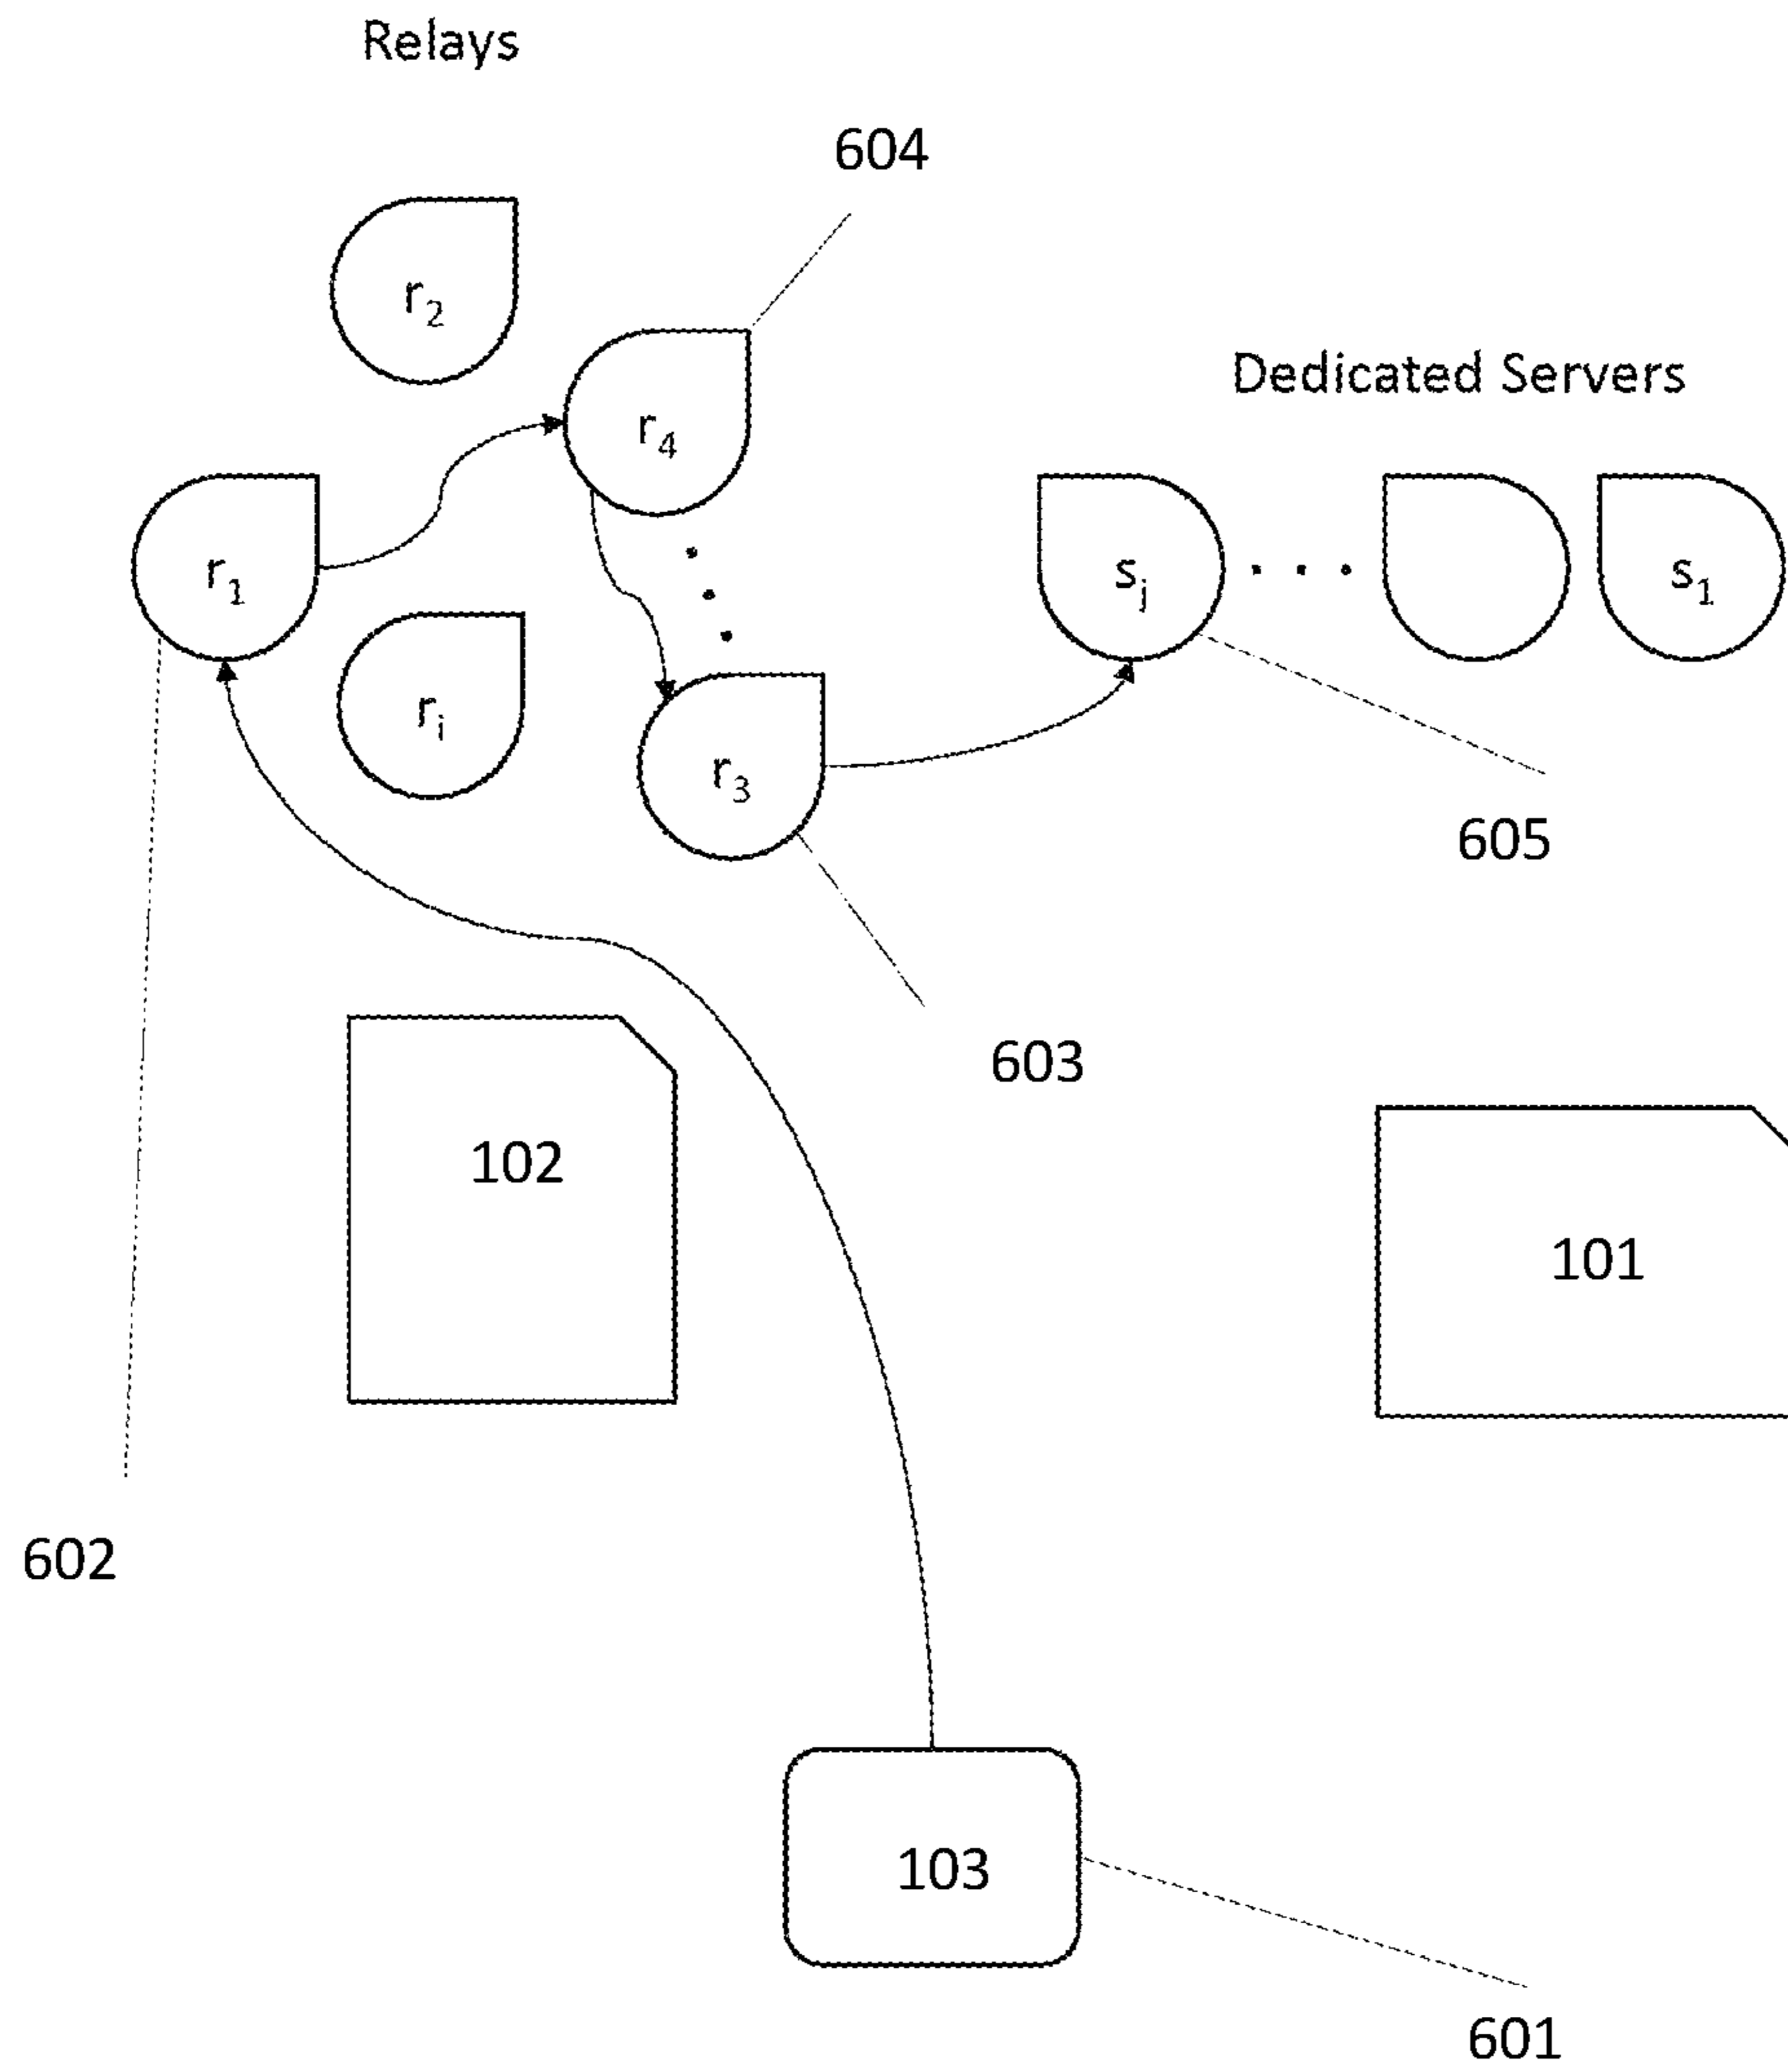 Relays
604
r2
r4
Dedicated Servers
r1
sj
s1
ri
r3
605
603
102
101
602
103
601